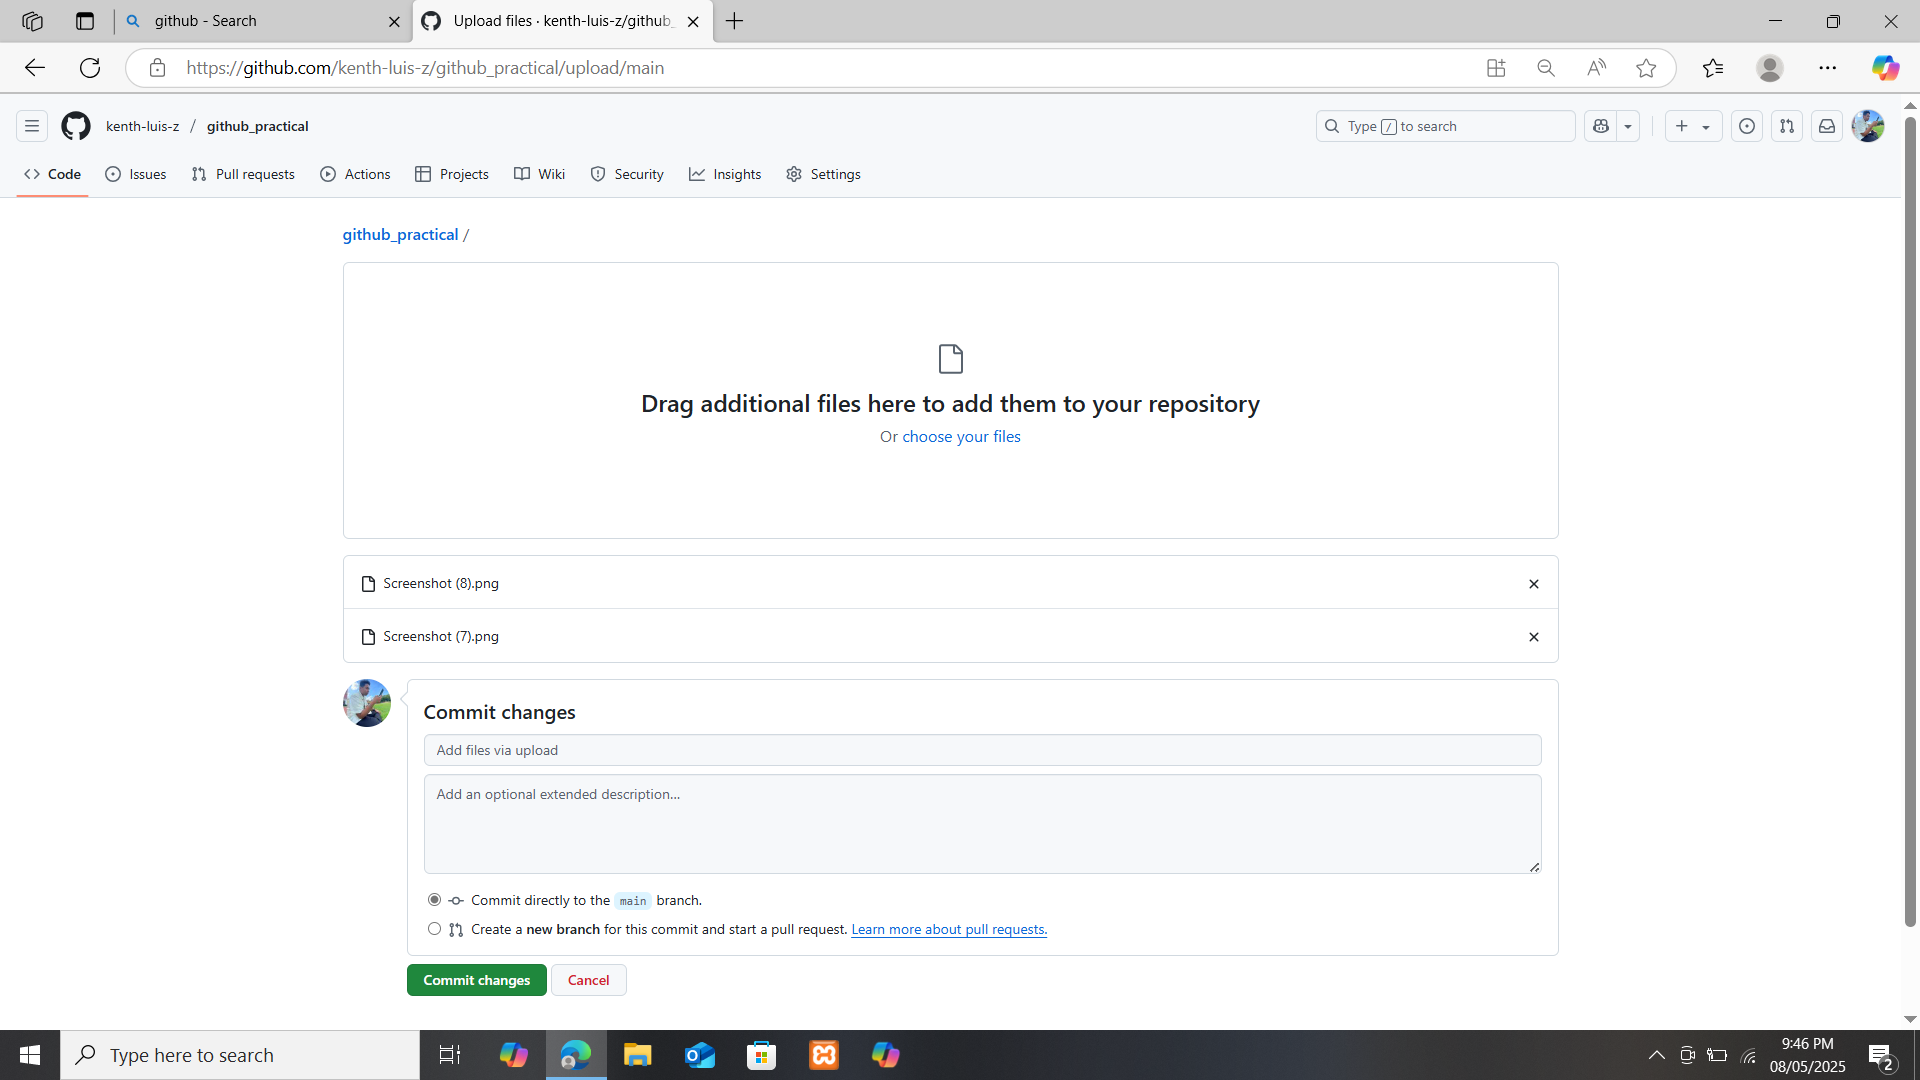 github - Search
Upload files · kenth-luis-z/github_
https://github.com/kenth-luis-z/github_practical/upload/main
kenth-luis-z / github_practical
Type / to search
Code Issues Pull requests Actions Projects Wiki Security Insights Settings
github_practical /
Drag additional files here to add them to your repository
Or choose your files
Screenshot (8).png
Screenshot (7).png
Commit changes
Add files via upload
Add an optional extended description...
Commit directly to the main branch.
Create a new branch for this commit and start a pull request. Learn more about pull requests.
Commit changes Cancel
Type here to search
9:46 PM
08/05/2025
2